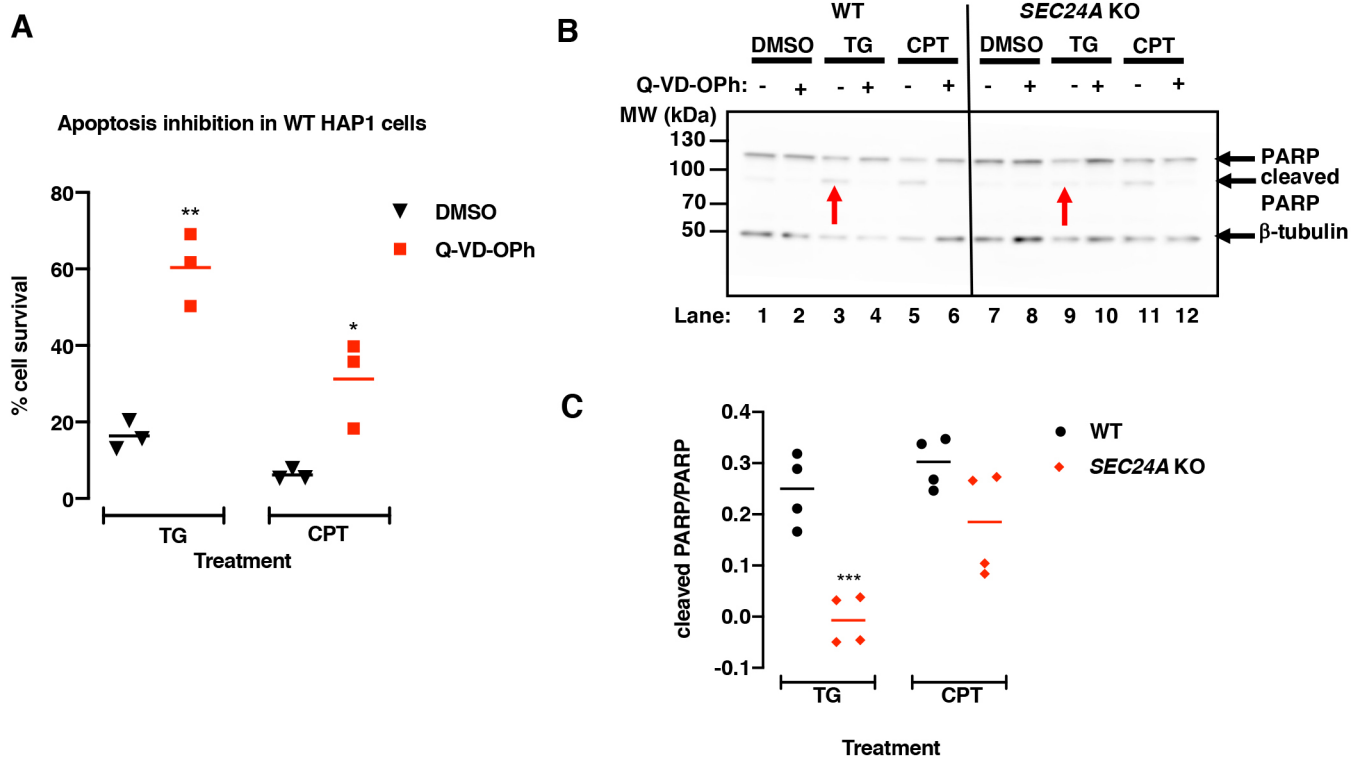 A
Apoptosis inhibition in WT HAP1 cells
80
60
40
20
0
% cell survival
**
*
DMSO
Q-VD-OPh
TG
CPT
Treatment
B
WT
SEC24A KO
DMSO TG CPT DMSO TG CPT
Q-VD-OPh: - + - + - + - + - + - +
MW (kDa)
130
100
70
50
PARP
cleaved
PARP
β-tubulin
Lane: 1 2 3 4 5 6 7 8 9 10 11 12
C
0.4
0.3
0.2
0.1
0.0
-0.1
cleaved PARP/PARP
***
WT
SEC24A KO
TG
CPT
Treatment